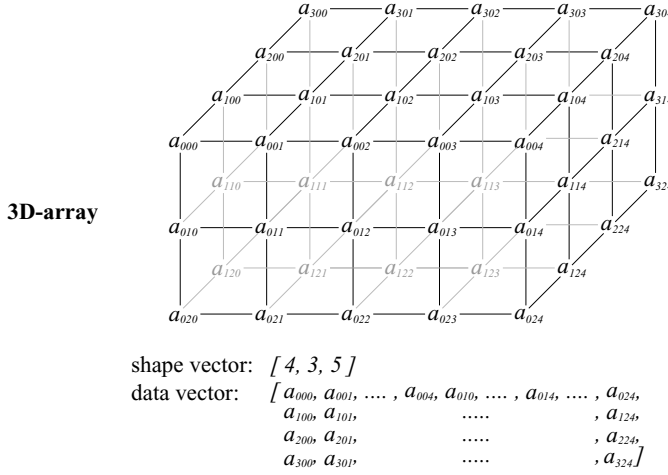 a300 a301 a302 a303 a304
a200 a201 a202 a203 a204
a100 a101 a102 a103 a104 a314
a000 a001 a002 a003 a004 a214
a110 a111 a112 a113 a114 a324
3D-array
a010 a011 a012 a013 a014 a224
a120 a121 a122 a123 a124
a020 a021 a022 a023 a024
shape vector: [ 4, 3, 5 ]
data vector: [ a000, a001, .... , a004, a010, .... , a014, .... , a024,
a100, a101, ..... , a124,
a200, a201, ..... , a224,
a300, a301, ..... , a324 ]